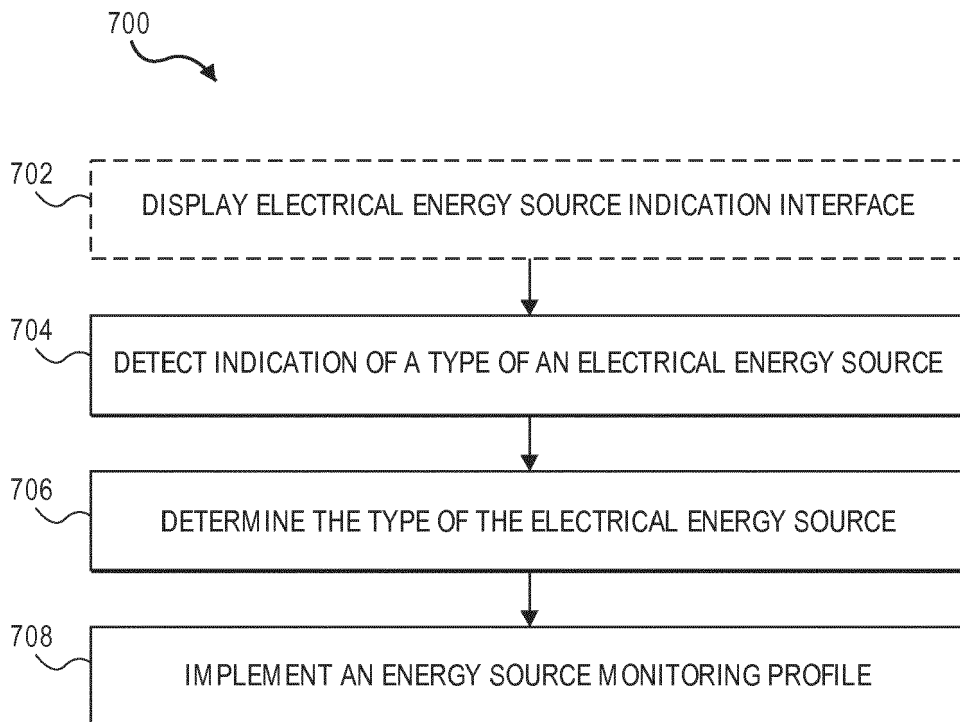 700
702
DISPLAY ELECTRICAL ENERGY SOURCE INDICATION INTERFACE
704
DETECT INDICATION OF A TYPE OF AN ELECTRICAL ENERGY SOURCE
706
DETERMINE THE TYPE OF THE ELECTRICAL ENERGY SOURCE
708
IMPLEMENT AN ENERGY SOURCE MONITORING PROFILE